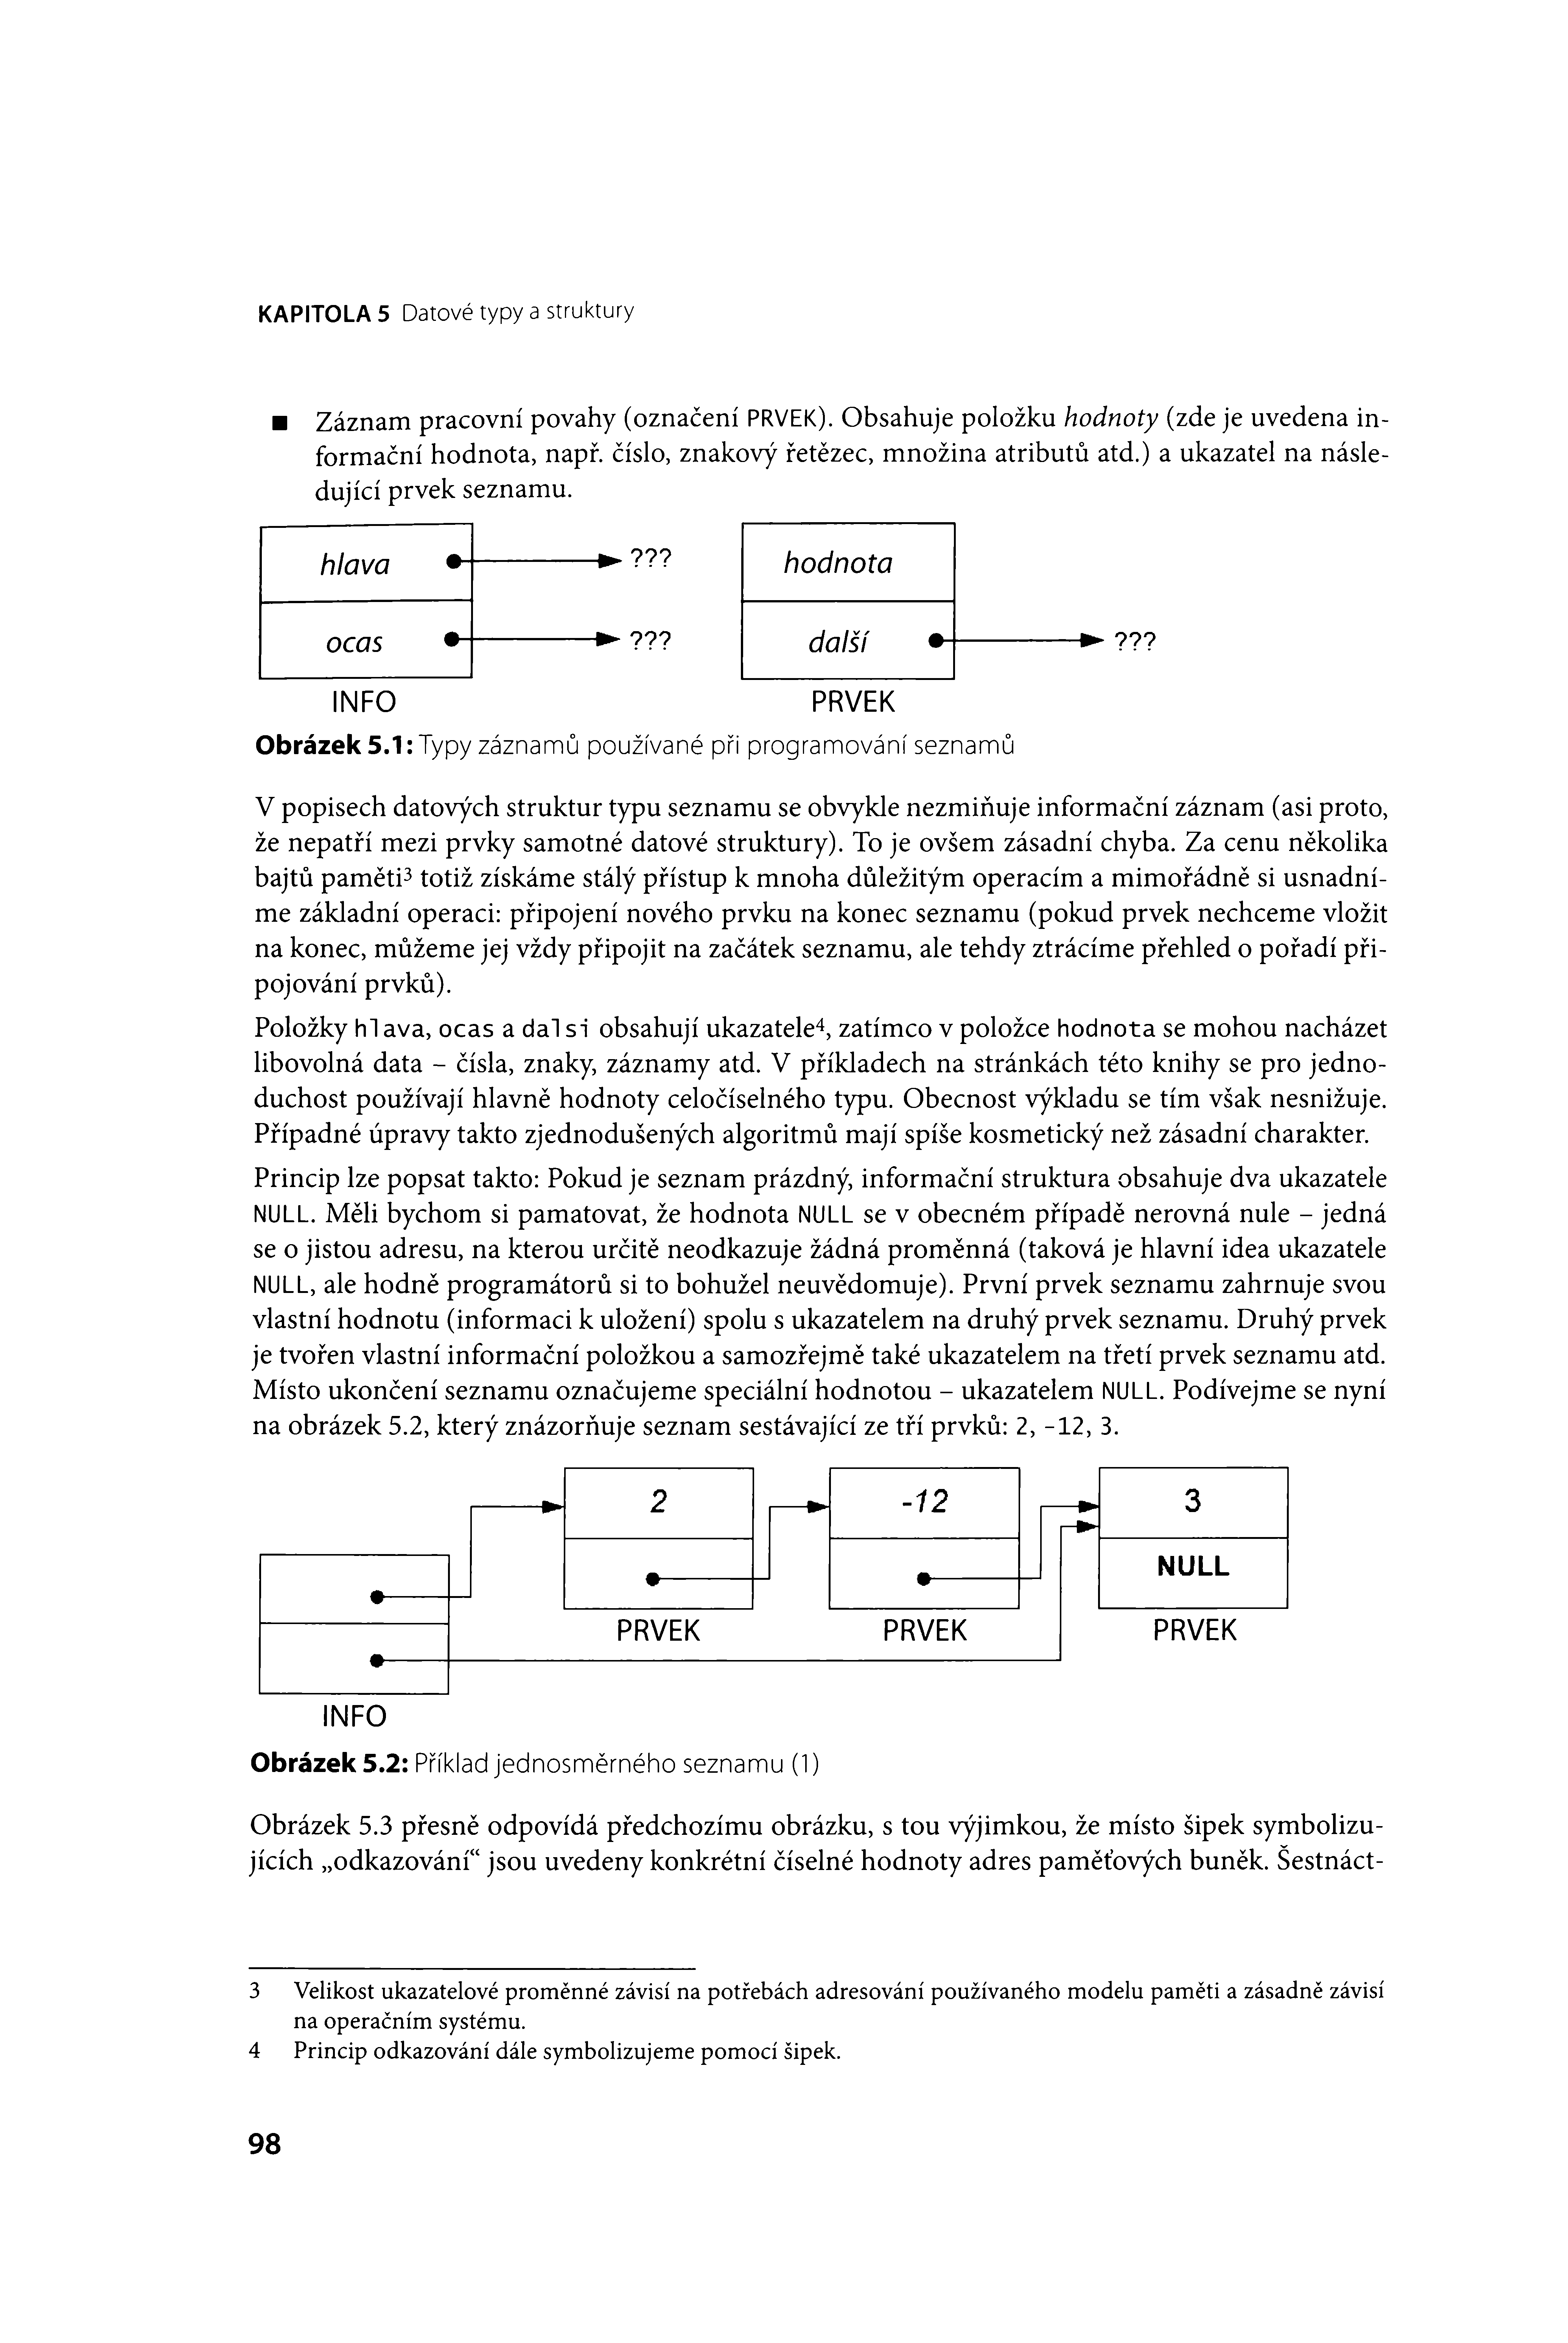 KAPITOLA 5 Datové typy a struktury
■ Záznam pracovní povahy (označení PRVEK). Obsahuje položku hodnoty (zde je uvedena in-
formační hodnota, např. číslo, znakový řetězec, množina atributů atd.) a ukazatel na násle-
dující prvek seznamu.
hlava ??? hodnota
ocas ??? další ???
INFO PRVEK
Obrázek 5.1: Typy záznamů používané při programování seznamů
V popisech datových struktur typu seznamu se obvykle nezmiňuje informační záznam (asi proto,
že nepatří mezi prvky samotné datové struktury). To je ovšem zásadní chyba. Za cenu několika
bajtů paměti3 totiž získáme stálý přístup k mnoha důležitým operacím a mimořádně si usnadní-
me základní operaci: připojení nového prvku na konec seznamu (pokud prvek nechceme vložit
na konec, můžeme jej vždy připojit na začátek seznamu, ale tehdy ztrácíme přehled o pořadí při-
pojování prvků).
Položky hlava, ocas a dalsi obsahují ukazatele4, zatímco v položce hodnota se mohou nacházet
libovolná data – čísla, znaky, záznamy atd. V příkladech na stránkách této knihy se pro jedno-
duchost používají hlavně hodnoty celočíselného typu. Obecnost výkladu se tím však nesnižuje.
Případné úpravy takto zjednodušených algoritmů mají spíše kosmetický než zásadní charakter.
Princip lze popsat takto: Pokud je seznam prázdný, informační struktura obsahuje dva ukazatele
NULL. Měli bychom si pamatovat, že hodnota NULL se v obecném případě nerovná nule – jedná
se o jistou adresu, na kterou určitě neodkazuje žádná proměnná (taková je hlavní idea ukazatele
NULL, ale hodně programátorů si to bohužel neuvědomuje). První prvek seznamu zahrnuje svou
vlastní hodnotu (informaci k uložení) spolu s ukazatelem na druhý prvek seznamu. Druhý prvek
je tvořen vlastní informační položkou a samozřejmě také ukazatelem na třetí prvek seznamu atd.
Místo ukončení seznamu označujeme speciální hodnotou – ukazatelem NULL. Podívejme se nyní
na obrázek 5.2, který znázorňuje seznam sestávající ze tří prvků: 2, -12, 3.
2 -12 3
NULL
PRVEK PRVEK PRVEK
INFO
Obrázek 5.2: Příklad jednosměrného seznamu (1)
Obrázek 5.3 přesně odpovídá předchozímu obrázku, s tou výjimkou, že místo šipek symbolizu-
jících „odkazování“ jsou uvedeny konkrétní číselné hodnoty adres paměťových buněk. Šestnáct-
3 Velikost ukazatelové proměnné závisí na potřebách adresování používaného modelu paměti a zásadně závisí
na operačním systému.
4 Princip odkazování dále symbolizujeme pomocí šipek.
98